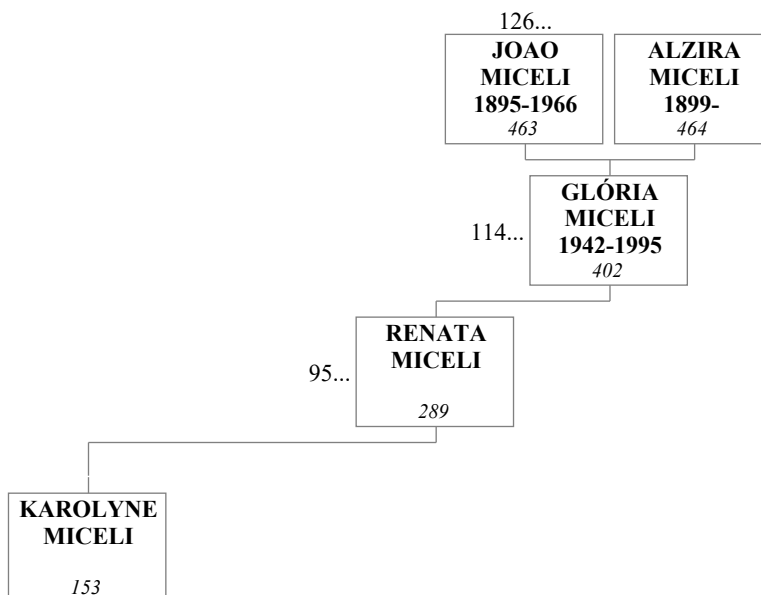 126...
JOAO
MICELI
1895-1966
463
ALZIRA
MICELI
1899-
464
GLÓRIA
MICELI
1942-1995
402
114...
RENATA
MICELI
289
95...
KAROLYNE
MICELI
153